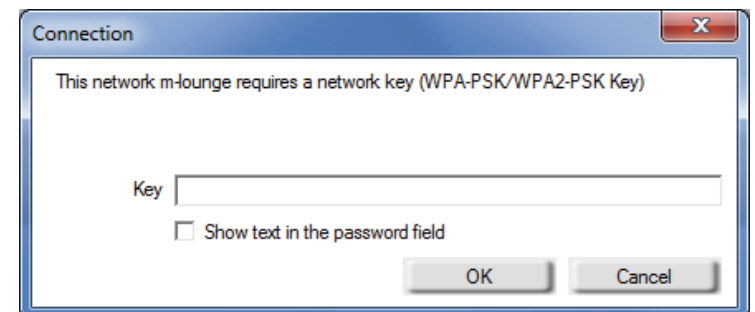 Connection
This network m-lounge requires a network key (WPA-PSK/WPA2-PSK Key)
Key
Show text in the password field
OK Cancel